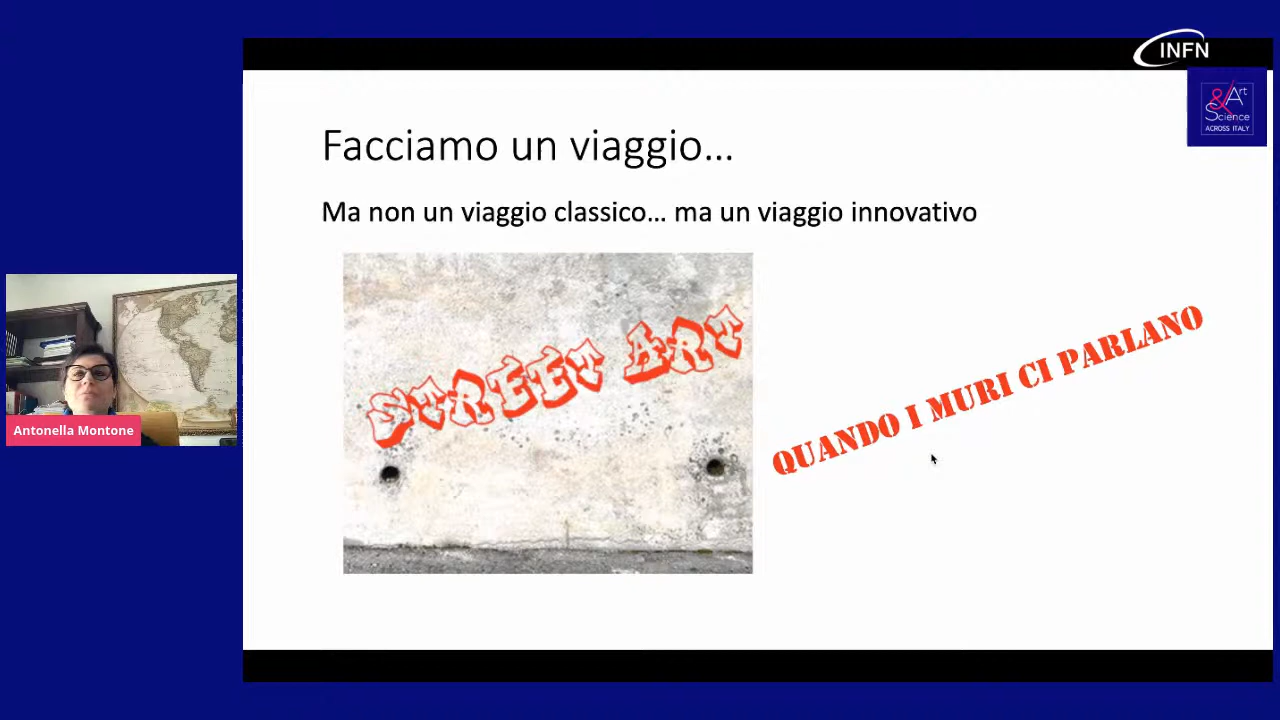 INFN
& Art
Science
ACROSS ITALY
Facciamo un viaggio...
Ma non un viaggio classico... ma un viaggio innovativo
STREET ART
QUANDO I MURI CI PARLANO
Antonella Montone